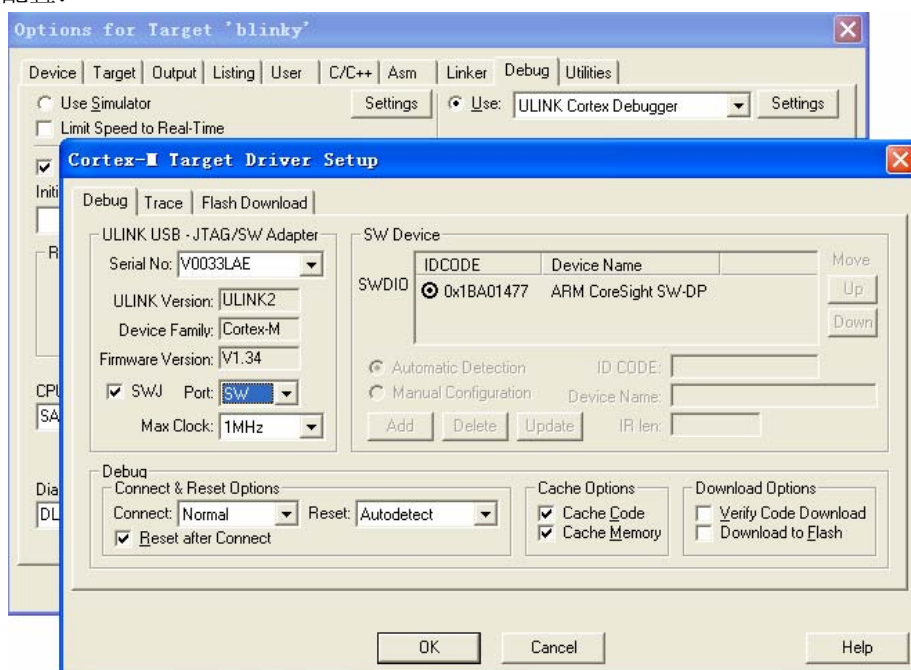 配置:
Options for Target 'blinky'
Device Target Output Listing User C/C++ Asm Linker Debug Utilities
Use Simulator Settings Use: ULINK Cortex Debugger Settings
Limit Speed to Real-Time
Cortex-M Target Driver Setup
Initi
Debug Trace Flash Download
ULINK USB - JTAG/SW Adapter SW Device
R
Serial No: V0033LAE
IDCODE Device Name Move
SWDIO 0x1BA01477 ARM CoreSight SW-DP Up
ULINK Version: ULINK2
Device Family: Cortex-M Down
Firmware Version: V1.34
Automatic Detection ID CODE:
CPU SWJ Port: SW Manual Configuration Device Name:
SA Max Clock: 1MHz Add Delete Update IR len:
Debug
Dia Connect & Reset Options Cache Options Download Options
DL Connect: Normal Reset: Autodetect Cache Code Verify Code Download
Reset after Connect Cache Memory Download to Flash
OK Cancel Help